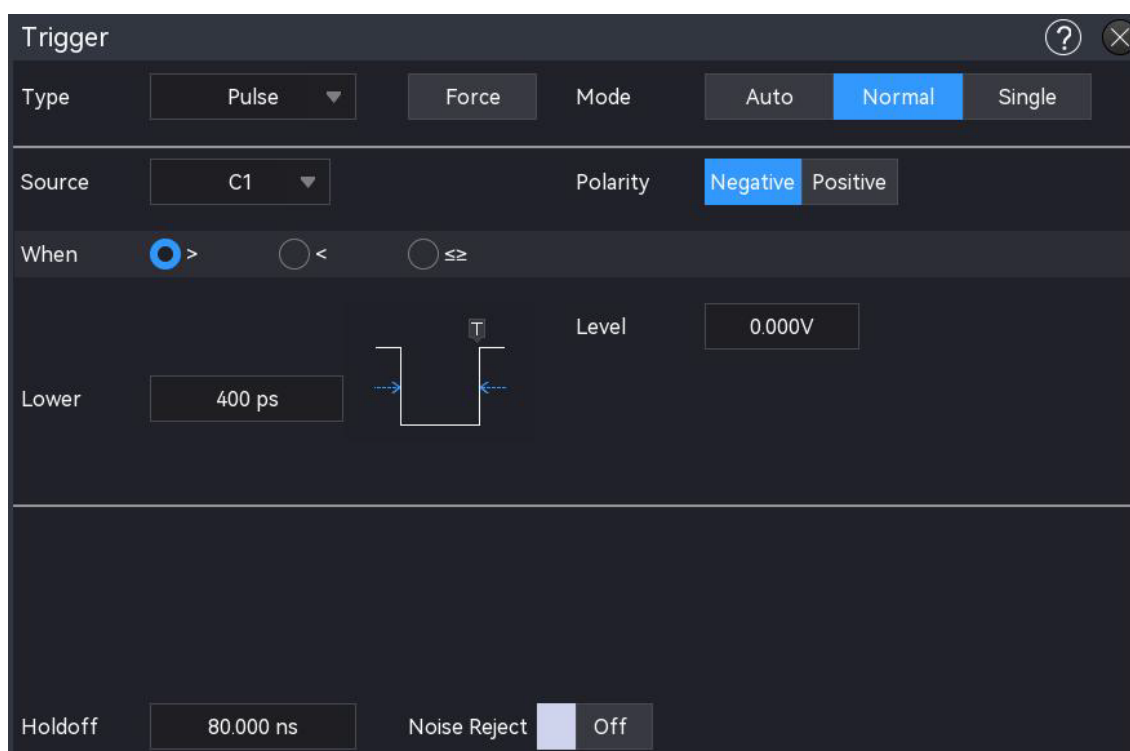 Trigger ?
Type Pulse Force Mode Auto Normal Single
Source C1 Polarity Negative Positive
When > < ≤≥
T
Level 0.000V
Lower 400 ps
Holdoff 80.000 ns Noise Reject Off